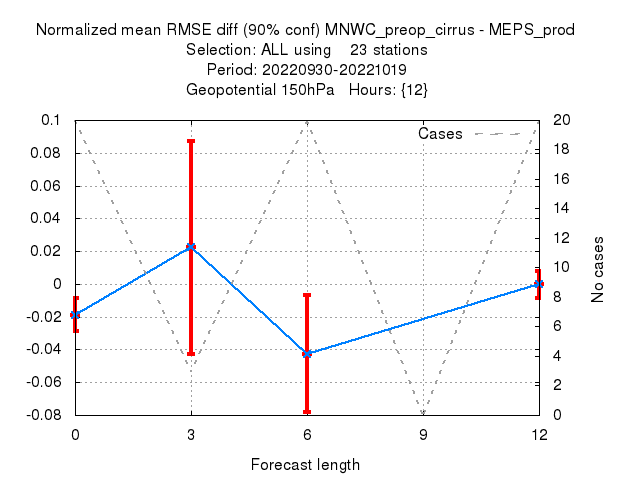 Normalized mean RMSE diff (90% conf) MNWC_preop_cirrus - MEPS_prod
Selection: ALL using 23 stations
Period: 20220930-20221019
Geopotential 150hPa Hours: {12}
Cases
0.1
0.08
0.06
0.04
0.02
0
-0.02
-0.04
-0.06
-0.08
20
18
16
14
12
10
8
6
4
2
0
No cases
0 3 6 9 12
Forecast length